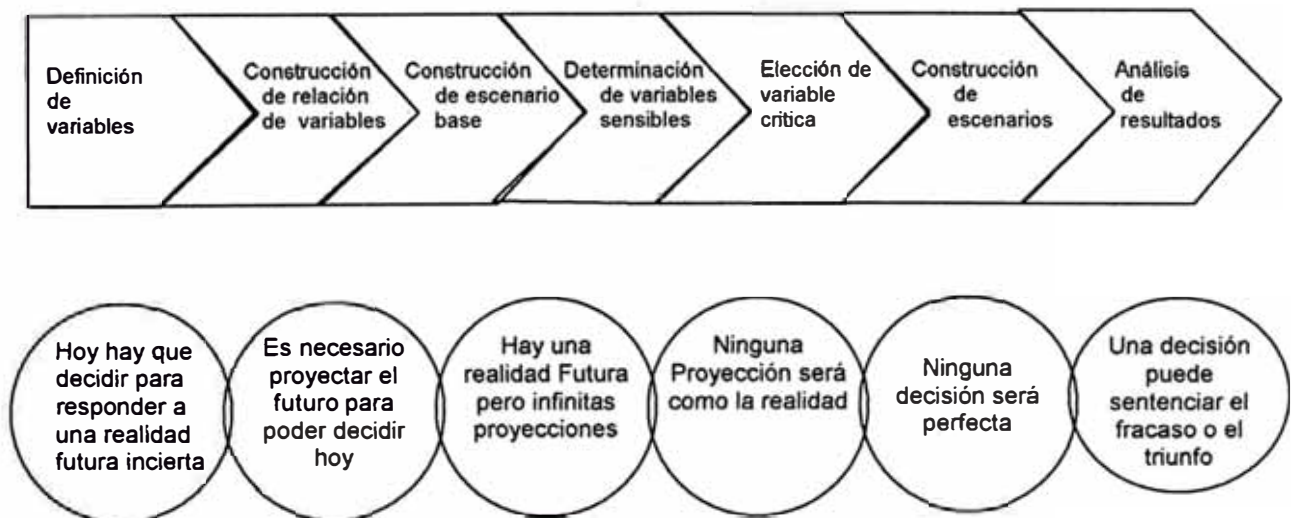 Definición
de
variables
Construcción
de relación
de variables
Construcción
de escenario
base
Determinación
de variables
sensibles
Elección de
variable
critica
Construcción
de
escenarios
Análisis
de
resultados
Hoy hay que
decidir para
responder a
una realidad
futura incierta
Es necesario
proyectar el
futuro para
poder decidir
hoy
Hay una
realidad Futura
pero infinitas
proyecciones
Ninguna
Proyección será
como la realidad
Ninguna
decisión será
perfecta
Una decisión
puede
sentenciar el
fracaso o el
triunfo